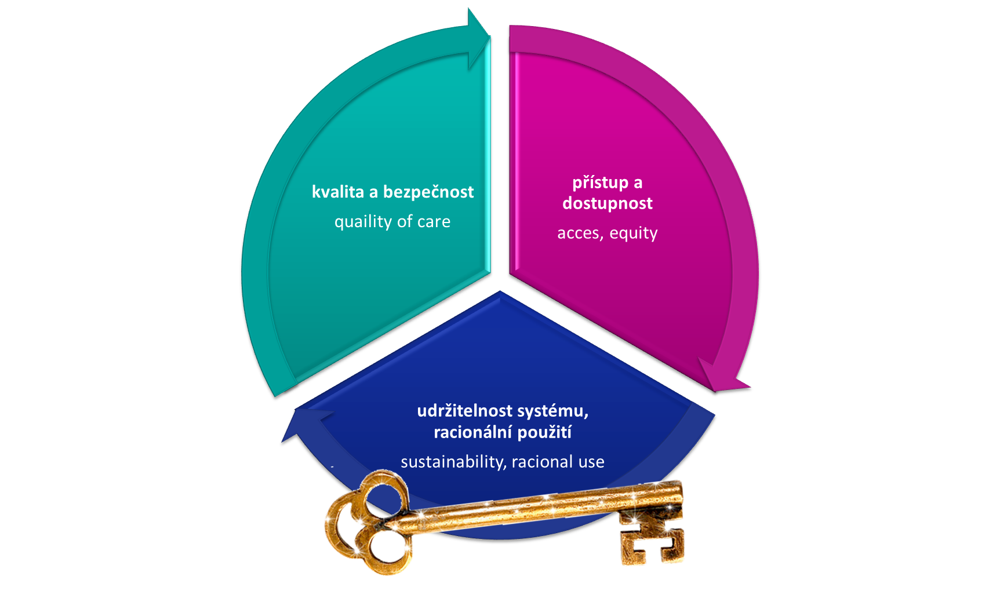 kvalita a bezpečnost
quaility of care
přístup a
dostupnost
acces, equity
udržitelnost systému,
racionální použití
sustainability, racional use